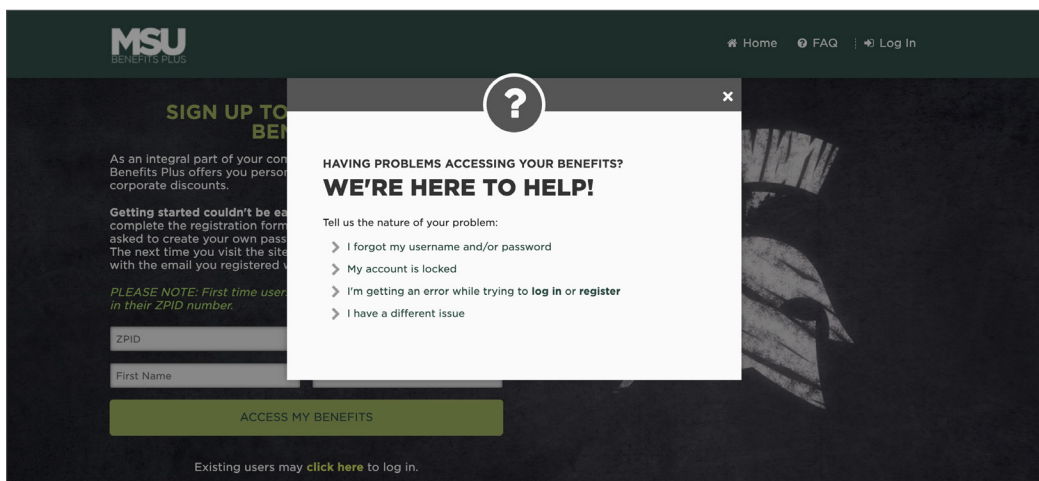 MSU
BENEFITS PLUS
Home
FAQ
Log In
SIGN UP TO
BEN
As an integral part of your con
Benefits Plus offers you person
corporate discounts.
Getting started couldn't be ea
complete the registration form
asked to create your own pass
The next time you visit the site
with the email you registered
PLEASE NOTE: First time user
in their ZPID number.
ZPID
First Name
ACCESS MY BENEFITS
Existing users may click here to log in.
?
HAVING PROBLEMS ACCESSING YOUR BENEFITS?
WE'RE HERE TO HELP!
Tell us the nature of your problem:
I forgot my username and/or password
My account is locked
I'm getting an error while trying to log in or register
I have a different issue